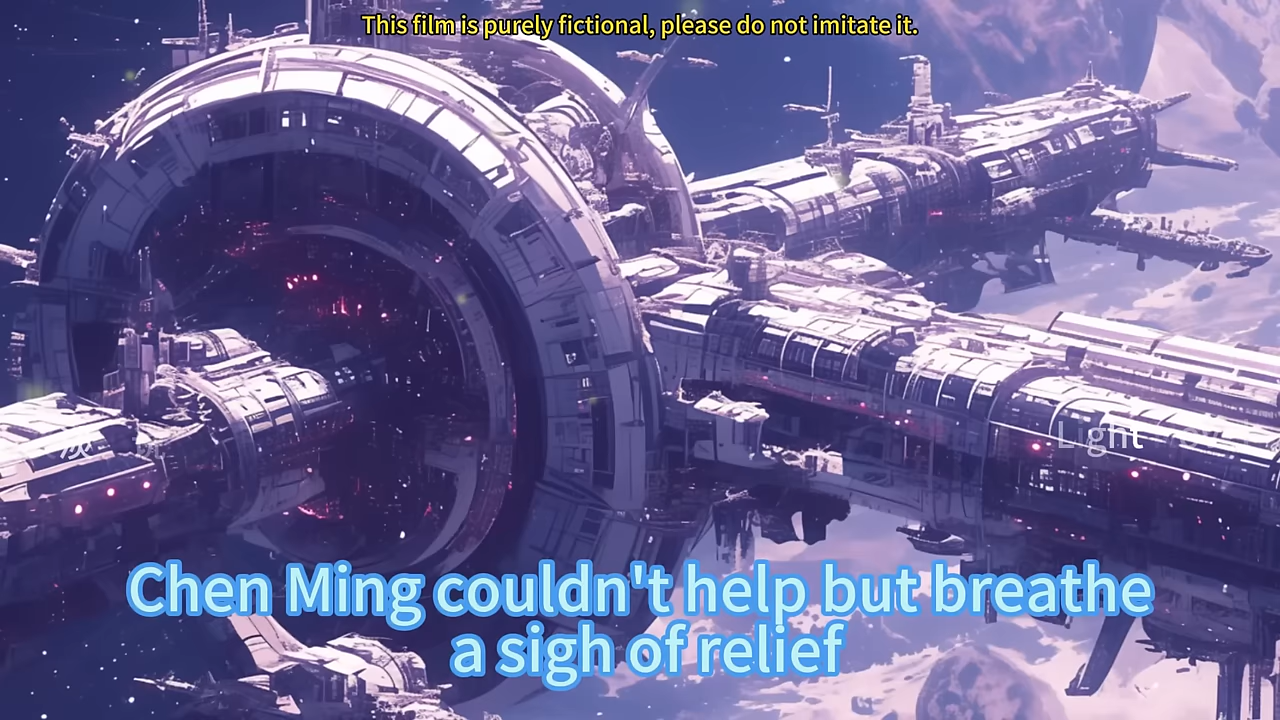 This film is purely fictional, please do not imitate it.
Light
Chen Ming couldn't help but breathe
a sigh of relief